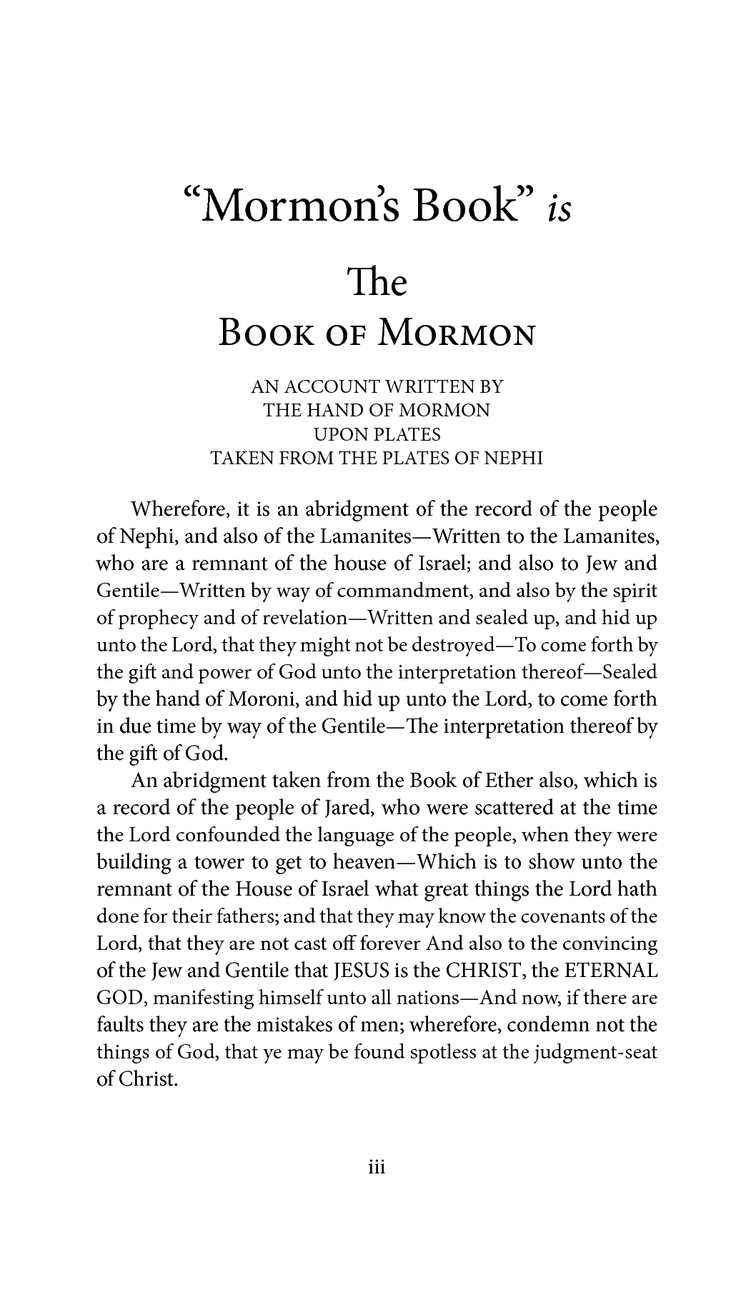 “Mormon’s Book” is
The
Book of Mormon
AN ACCOUNT WRITTEN BY
THE HAND OF MORMON
UPON PLATES
TAKEN FROM THE PLATES OF NEPHI
Wherefore, it is an abridgment of the record of the people
of Nephi, and also of the Lamanites—Written to the Lamanites,
who are a remnant of the house of Israel; and also to Jew and
Gentile—Written by way of commandment, and also by the spirit
of prophecy and of revelation—Written and sealed up, and hid up
unto the Lord, that they might not be destroyed—To come forth by
the gift and power of God unto the interpretation thereof—Sealed
by the hand of Moroni, and hid up unto the Lord, to come forth
in due time by way of the Gentile—The interpretation thereof by
the gift of God.
An abridgment taken from the Book of Ether also, which is
a record of the people of Jared, who were scattered at the time
the Lord confounded the language of the people, when they were
building a tower to get to heaven—Which is to show unto the
remnant of the House of Israel what great things the Lord hath
done for their fathers; and that they may know the covenants of the
Lord, that they are not cast off forever And also to the convincing
of the Jew and Gentile that JESUS is the CHRIST, the ETERNAL
GOD, manifesting himself unto all nations—And now, if there are
faults they are the mistakes of men; wherefore, condemn not the
things of God, that ye may be found spotless at the judgment-seat
of Christ.
iii